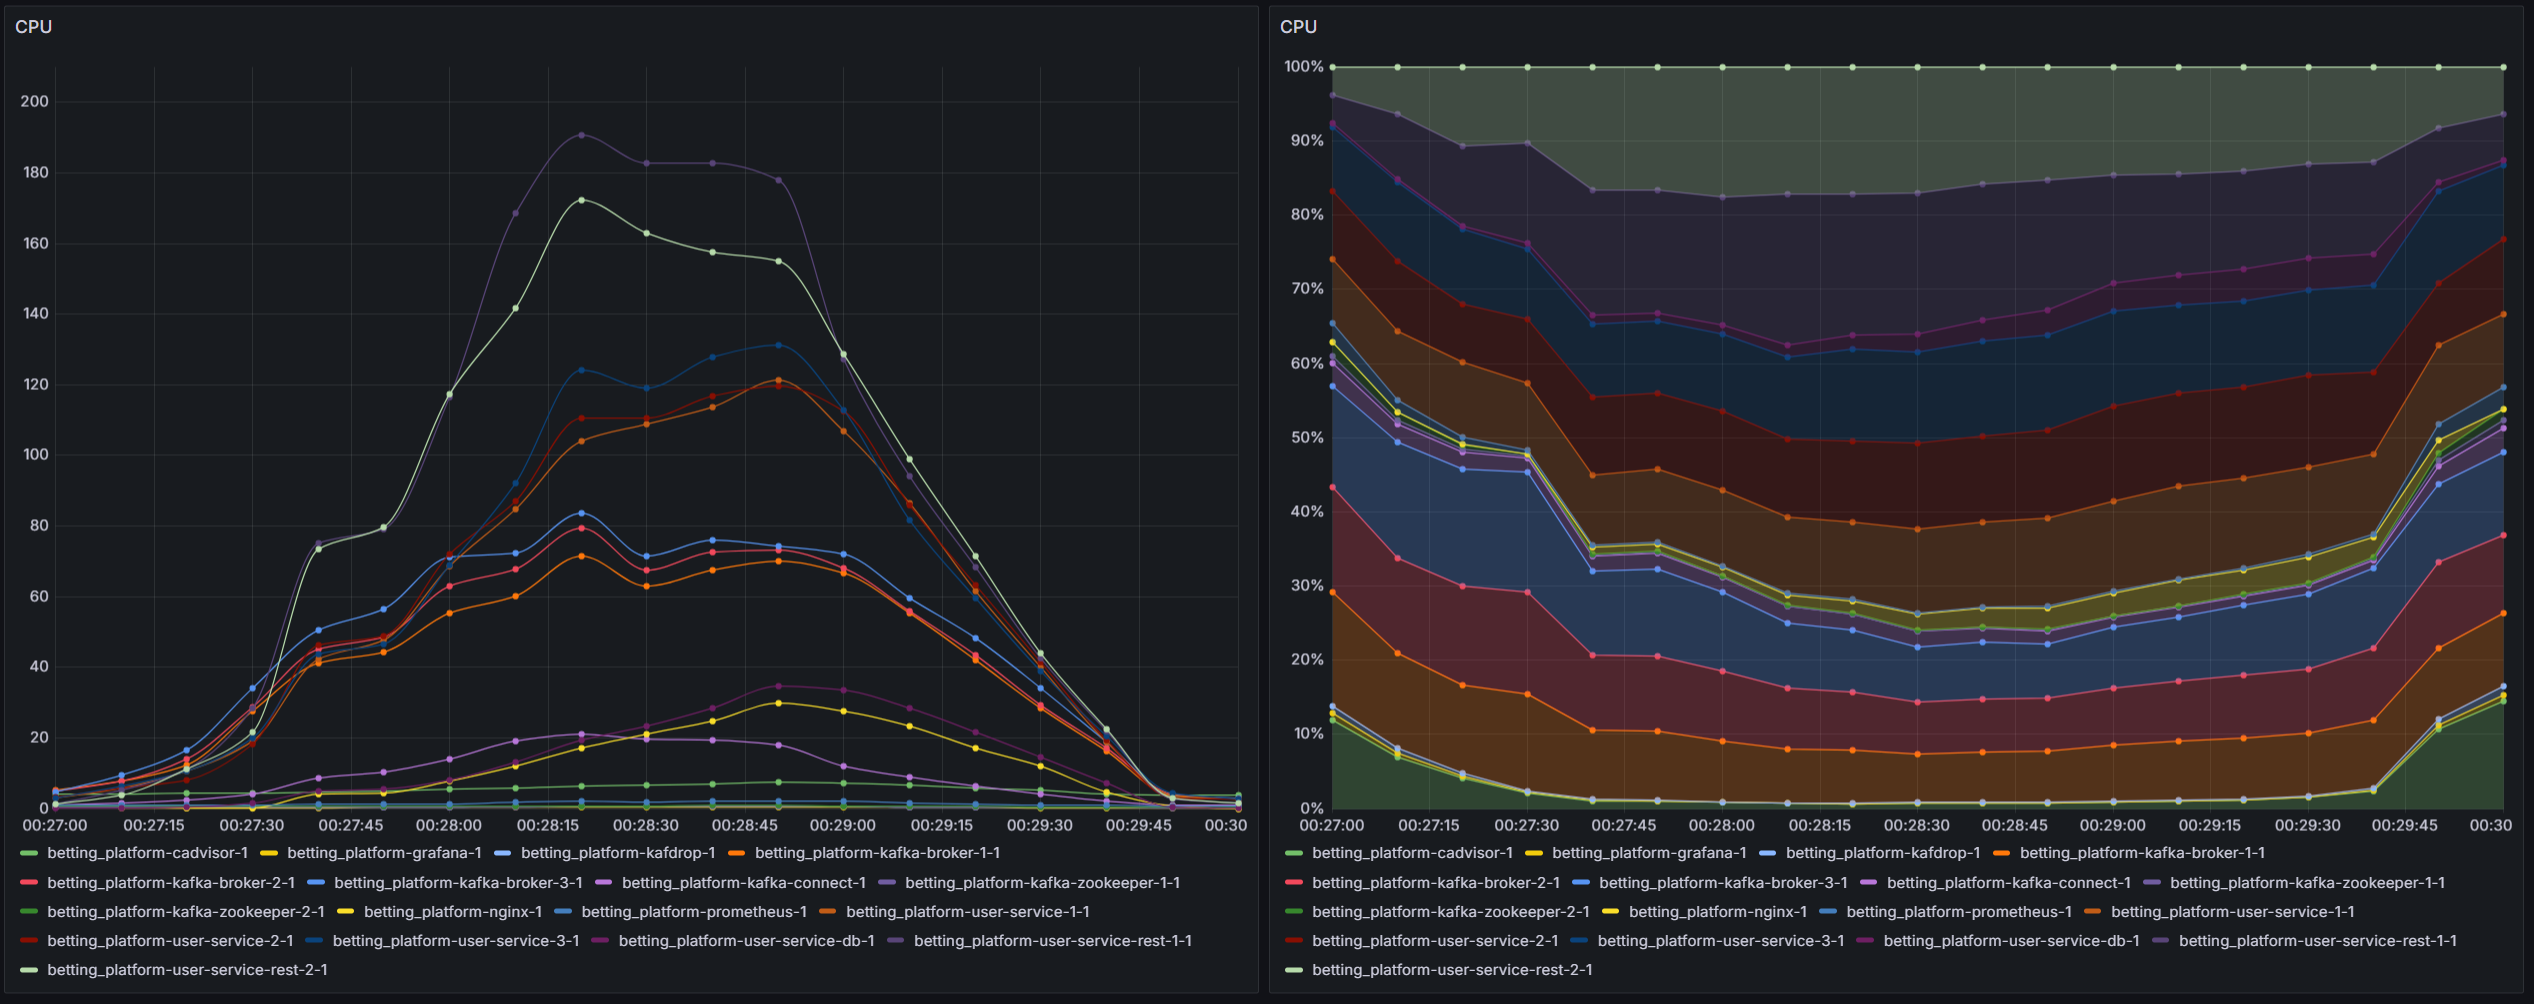 CPU
200
180
160
140
120
100
80
60
40
20
0
00:27:00 00:27:15 00:27:30 00:27:45 00:28:00 00:28:15 00:28:30 00:28:45 00:29:00 00:29:15 00:29:30 00:29:45 00:30
betting_platform-cadvisor-1 betting_platform-grafana-1 betting_platform-kafdrop-1 betting_platform-kafka-broker-1-1
betting_platform-kafka-broker-2-1 betting_platform-kafka-broker-3-1 betting_platform-kafka-connect-1 betting_platform-kafka-zookeeper-1-1
betting_platform-kafka-zookeeper-2-1 betting_platform-nginx-1 betting_platform-prometheus-1 betting_platform-user-service-1-1
betting_platform-user-service-2-1 betting_platform-user-service-3-1 betting_platform-user-service-db-1 betting_platform-user-service-rest-1-1
betting_platform-user-service-rest-2-1
CPU
100%
90%
80%
70%
60%
50%
40%
30%
20%
10%
0%
00:27:00 00:27:15 00:27:30 00:27:45 00:28:00 00:28:15 00:28:30 00:28:45 00:29:00 00:29:15 00:29:30 00:29:45 00:30
betting_platform-cadvisor-1 betting_platform-grafana-1 betting_platform-kafdrop-1 betting_platform-kafka-broker-1-1
betting_platform-kafka-broker-2-1 betting_platform-kafka-broker-3-1 betting_platform-kafka-connect-1 betting_platform-kafka-zookeeper-1-1
betting_platform-kafka-zookeeper-2-1 betting_platform-nginx-1 betting_platform-prometheus-1 betting_platform-user-service-1-1
betting_platform-user-service-2-1 betting_platform-user-service-3-1 betting_platform-user-service-db-1 betting_platform-user-service-rest-1-1
betting_platform-user-service-rest-2-1